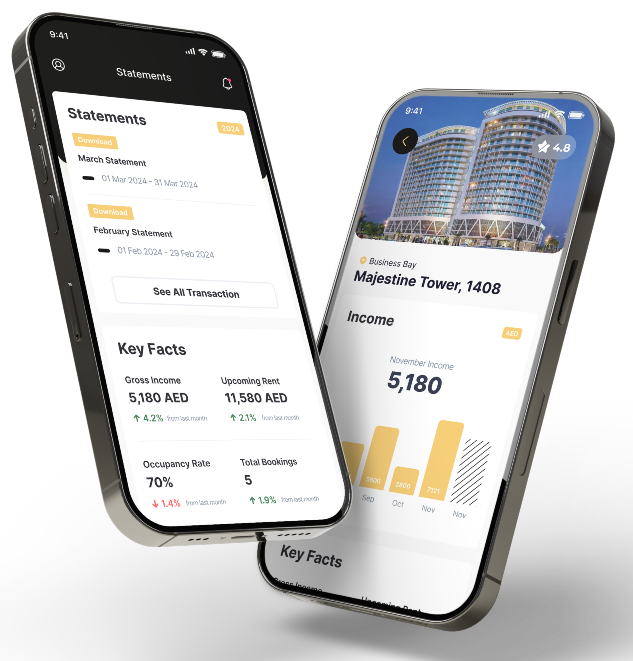 9:41
Statements
Statements
2024
Download
March Statement
01 Mar 2024 - 31 Mar 2024
Download
February Statement
01 Feb 2024 - 29 Feb 2024
See All Transaction
Key Facts
Gross Income
Upcoming Rent
5,180 AED
11,580 AED
4.2% from last month
2.1% from last month
Occupancy Rate
Total Bookings
70%
5
1.4% from last month
1.9% from last month
9:41
4.8
Business Bay
Majestine Tower, 1408
Income
AED
November Income
5,180
7121
Sep Oct Nov Nov
Key Facts
Gross Income
Upcoming Rent